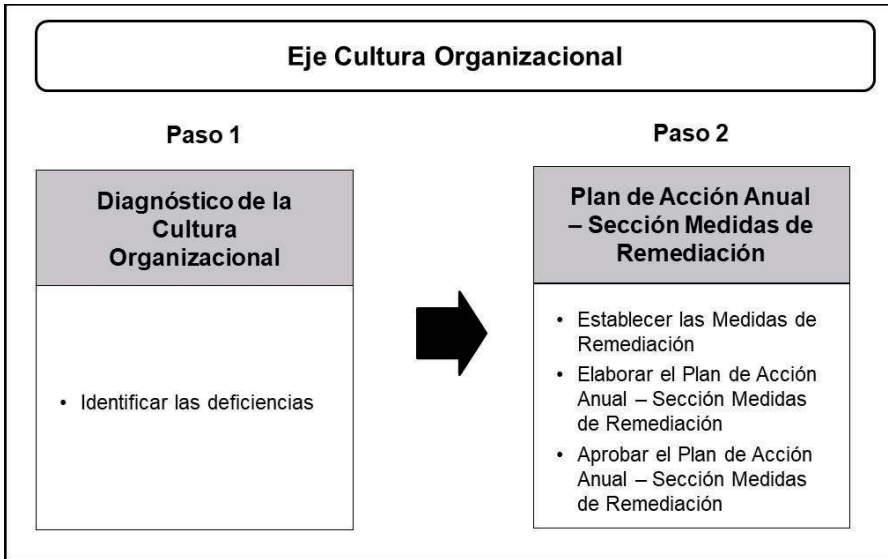 Eje Cultura Organizacional
Paso 1
Diagnóstico de la
Cultura
Organizacional
• Identificar las deficiencias
Paso 2
Plan de Acción Anual
– Sección Medidas de
Remediación
• Establecer las Medidas de
Remediación
• Elaborar el Plan de Acción
Anual – Sección Medidas
de Remediación
• Aprobar el Plan de Acción
Anual – Sección Medidas
de Remediación